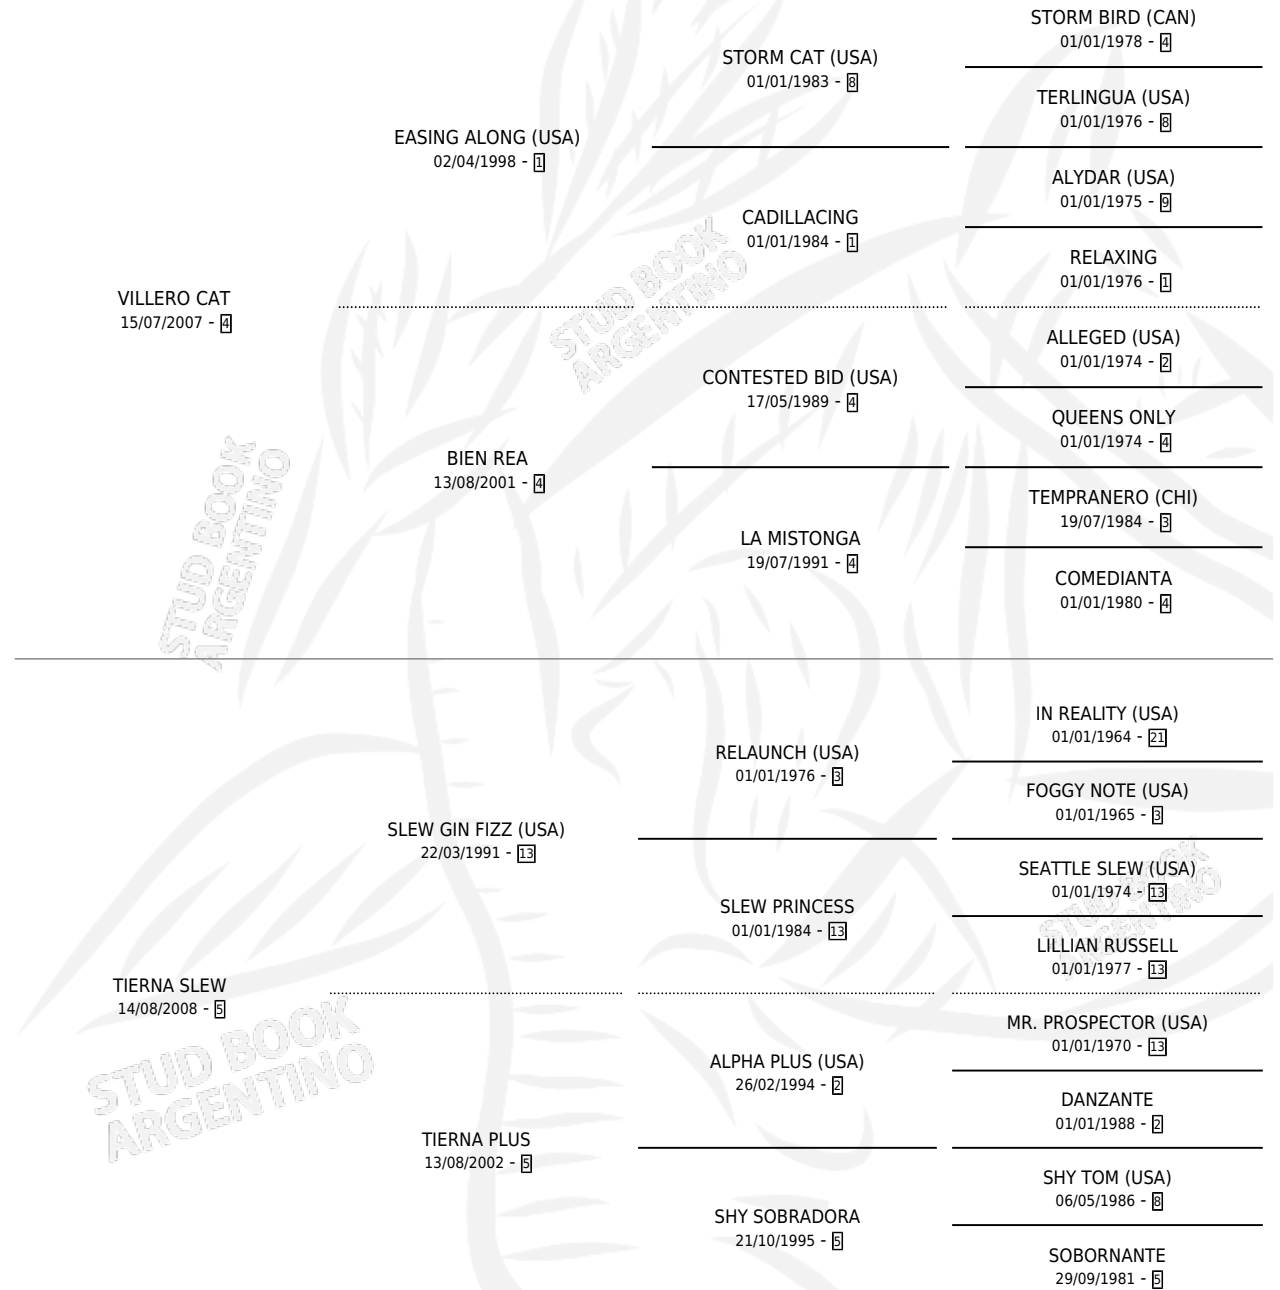 STORM BIRD (CAN)
01/01/1978 - 4
STORM CAT (USA)
01/01/1983 - 8
TERLINGUA (USA)
01/01/1976 - 8
EASING ALONG (USA)
02/04/1998 - 1
ALYDAR (USA)
01/01/1975 - 9
CADILLACING
01/01/1984 - 1
RELAXING
01/01/1976 - 1
VILLERO CAT
15/07/2007 - 4
ALLEGED (USA)
01/01/1974 - 2
CONTESTED BID (USA)
17/05/1989 - 4
QUEENS ONLY
01/01/1974 - 4
BIEN REA
13/08/2001 - 4
TEMPRANERO (CHI)
19/07/1984 - 3
LA MISTONGA
19/07/1991 - 4
COMEDIANTA
01/01/1980 - 4
IN REALITY (USA)
01/01/1964 - 21
RELAUNCH (USA)
01/01/1976 - 3
FOGGY NOTE (USA)
01/01/1965 - 3
SLEW GIN FIZZ (USA)
22/03/1991 - 13
SEATTLE SLEW (USA)
01/01/1974 - 13
SLEW PRINCESS
01/01/1984 - 13
LILLIAN RUSSELL
01/01/1977 - 13
TIERNA SLEW
14/08/2008 - 5
MR. PROSPECTOR (USA)
01/01/1970 - 13
ALPHA PLUS (USA)
26/02/1994 - 2
DANZANTE
01/01/1988 - 2
TIERNA PLUS
13/08/2002 - 5
SHY TOM (USA)
06/05/1986 - 8
SHY SOBRADORA
21/10/1995 - 5
SOBORNANTE
29/09/1981 - 5
STUD BOOK
ARGENTINO
STUD BOOK
ARGENTINO
STUD BOOK
ARGENTINO
STUD BOOK
ARGENTINO